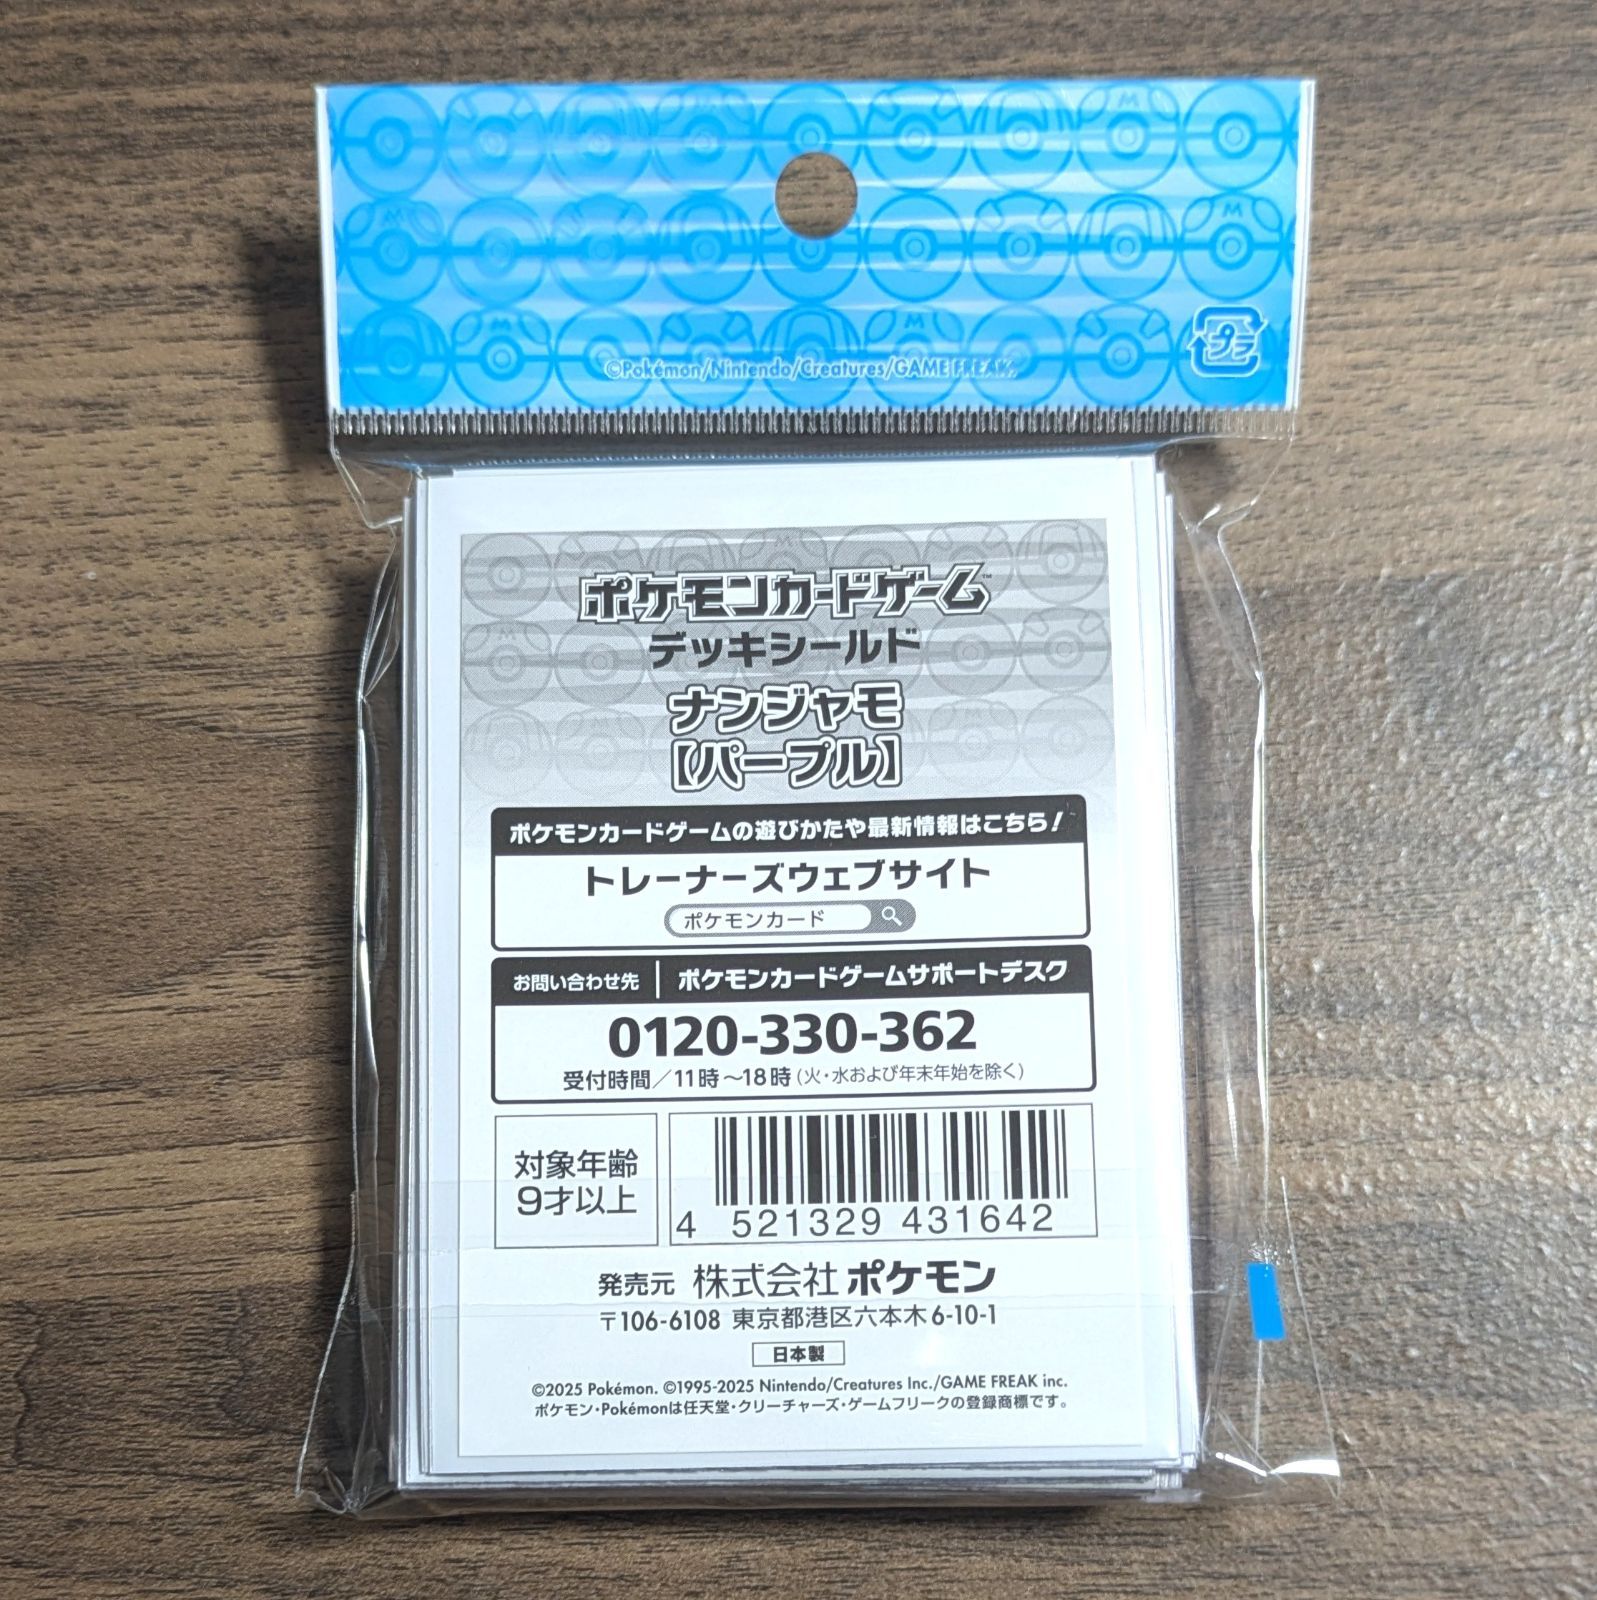 ©Pokémon/Nintendo/Creatures/GAME FREAK.
プラ
ポケモンカードゲーム™
デッキシールド
ナンジャモ
【パープル】
ポケモンカードゲームの遊びかたや最新情報はこちら!
トレーナーズウェブサイト
ポケモンカード
お問い合わせ先 | ポケモンカードゲームサポートデスク
0120-330-362
受付時間/11時~18時(火・水および年末年始を除く)
対象年齢
9才以上
4 521329 431642
発売元 株式会社ポケモン
〒106-6108 東京都港区六本木6-10-1
日本製
©2025 Pokémon. ©1995-2025 Nintendo/Creatures Inc./GAME FREAK inc.
ポケモン・Pokémonは任天堂・クリーチャーズ・ゲームフリークの登録商標です。